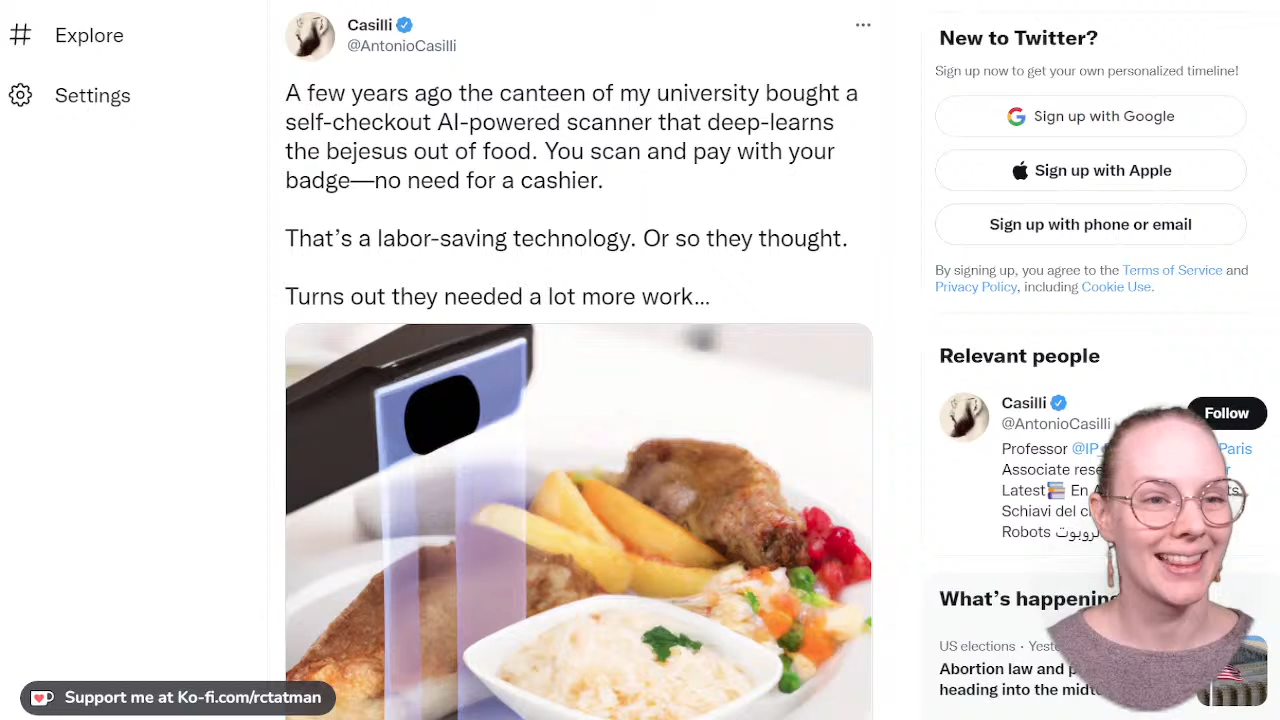 Explore
Settings
Casilli
@AntonioCasilli
A few years ago the canteen of my university bought a
self-checkout AI-powered scanner that deep-learns
the bejesus out of food. You scan and pay with your
badge—no need for a cashier.
That’s a labor-saving technology. Or so they thought.
Turns out they needed a lot more work...
New to Twitter?
Sign up now to get your own personalized timeline!
Sign up with Google
Sign up with Apple
Sign up with phone or email
By signing up, you agree to the Terms of Service and
Privacy Policy, including Cookie Use.
Relevant people
Casilli
@AntonioCasilli
Follow
Professor @IP Paris
Associate
Latest En
Schiavi del
Robots روبوت
What’s happening
US elections ·
Abortion law and
heading into the
Support me at Ko-fi.com/rctatman